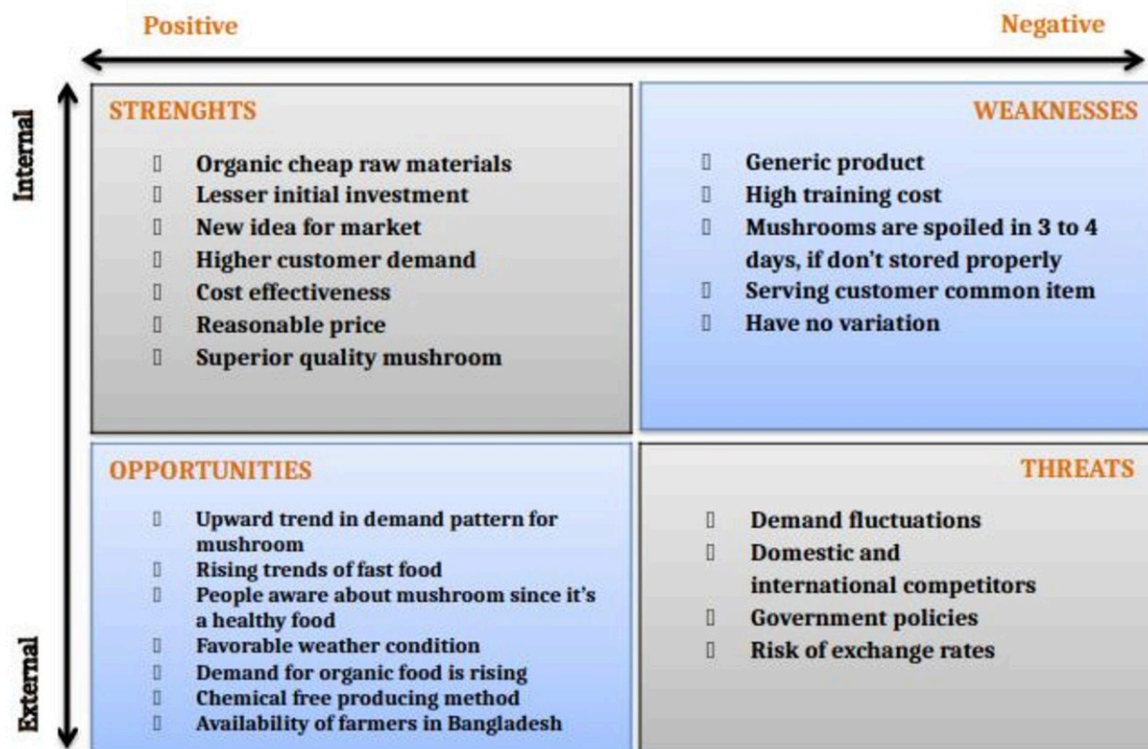 Positive
Negative
Internal
External
STRENGHTS
Organic cheap raw materials
Lesser initial investment
New idea for market
Higher customer demand
Cost effectiveness
Reasonable price
Superior quality mushroom
WEAKNESSES
Generic product
High training cost
Mushrooms are spoiled in 3 to 4
days, if don't stored properly
Serving customer common item
Have no variation
OPPORTUNITIES
Upward trend in demand pattern for
mushroom
Rising trends of fast food
People aware about mushroom since it's
a healthy food
Favorable weather condition
Demand for organic food is rising
Chemical free producing method
Availability of farmers in Bangladesh
THREATS
Demand fluctuations
Domestic and
international competitors
Government policies
Risk of exchange rates